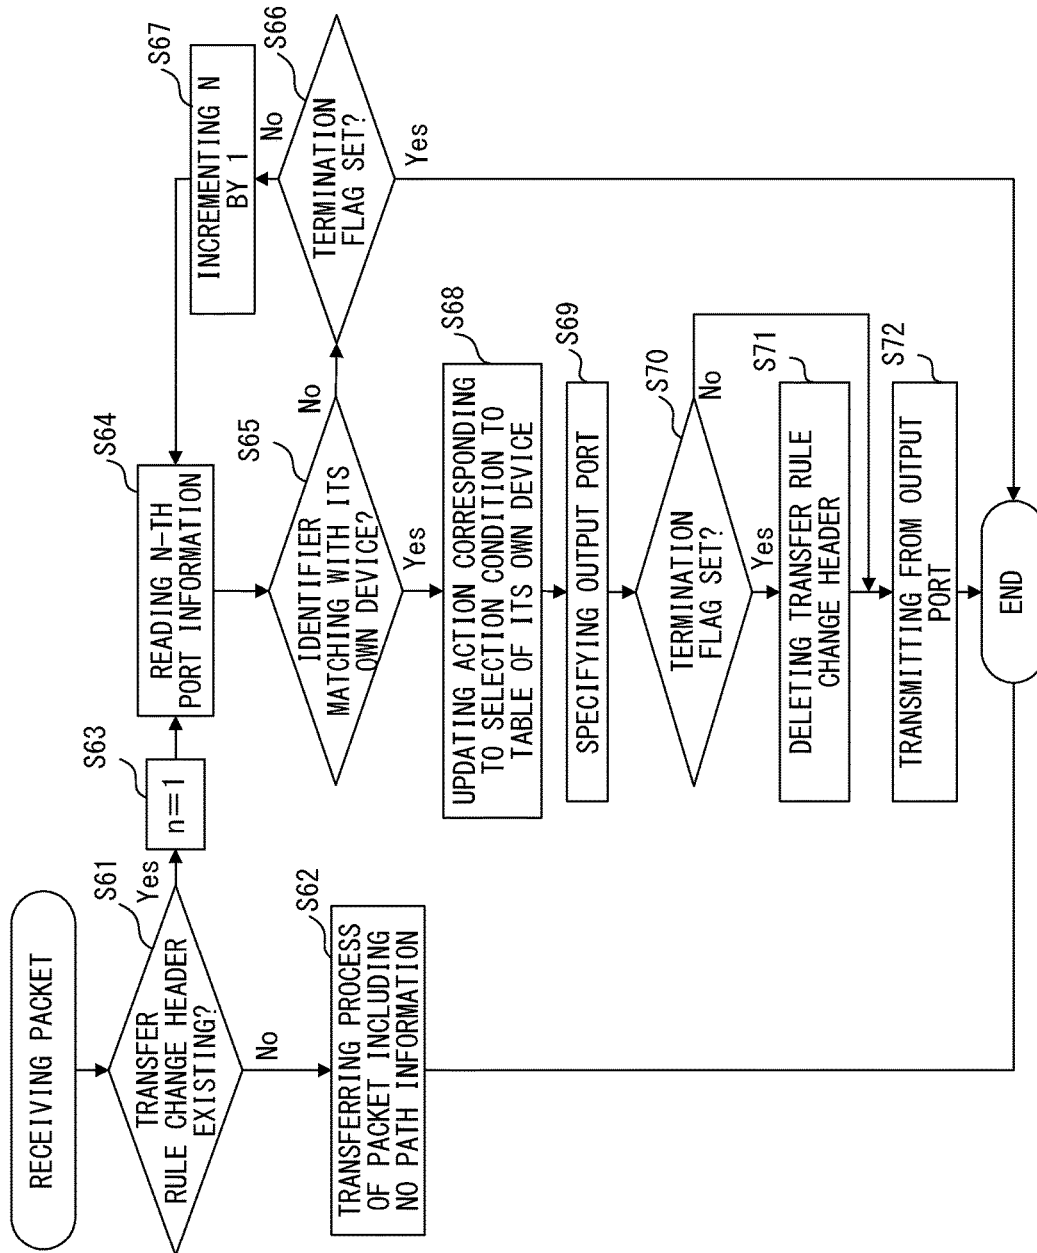 RECEIVING PACKET
S61
TRANSFER
RULE CHANGE HEADER
EXISTING?
Yes
No
S62
TRANSFERRING PROCESS
OF PACKET INCLUDING
NO PATH INFORMATION
S63
n=1
S64
READING N-TH
PORT INFORMATION
S65
IDENTIFIER
MATCHING WITH ITS
OWN DEVICE?
No
Yes
S66
TERMINATION
FLAG SET?
No
Yes
S67
INCREMENTING N
BY 1
S68
UPDATING ACTION CORRESPONDING
TO SELECTION CONDITION TO
TABLE OF ITS OWN DEVICE
S69
SPECIFYING OUTPUT PORT
S70
TERMINATION
FLAG SET?
No
Yes
S71
DELETING TRANSFER RULE
CHANGE HEADER
S72
TRANSMITTING FROM OUTPUT
PORT
END